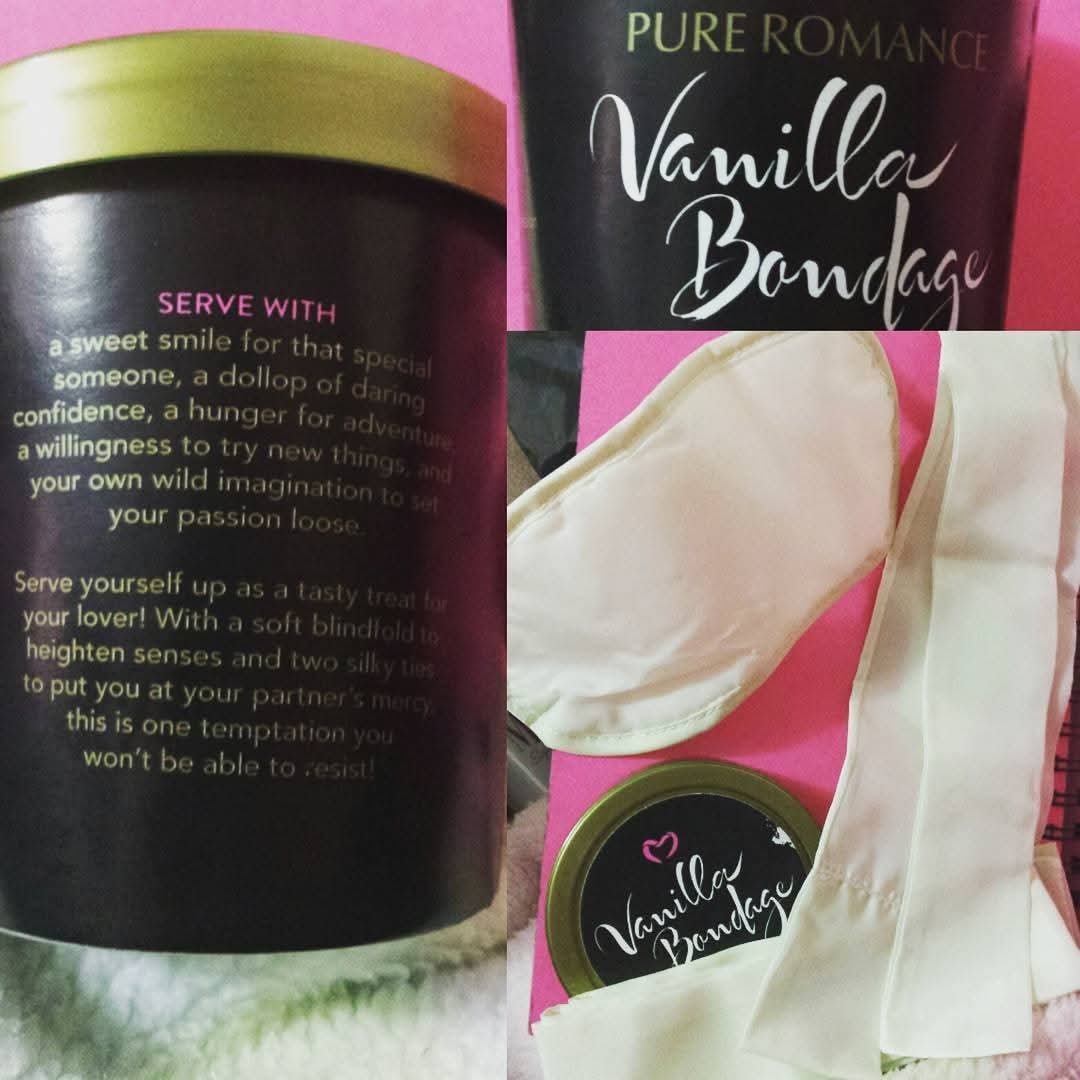 SERVE WITH
a sweet smile for that special
someone, a dollop of daring
confidence, a hunger for adventure
a willingness to try new things, and
your own wild imagination to set
your passion loose.
Serve yourself up as a tasty treat for
your lover! With a soft blindfold to
heighten senses and two silky ties
to put you at your partner's mercy,
this is one temptation you
won't be able to resist!
PURE ROMANCE
Vanilla
Bondage
Vanilla
Bondage